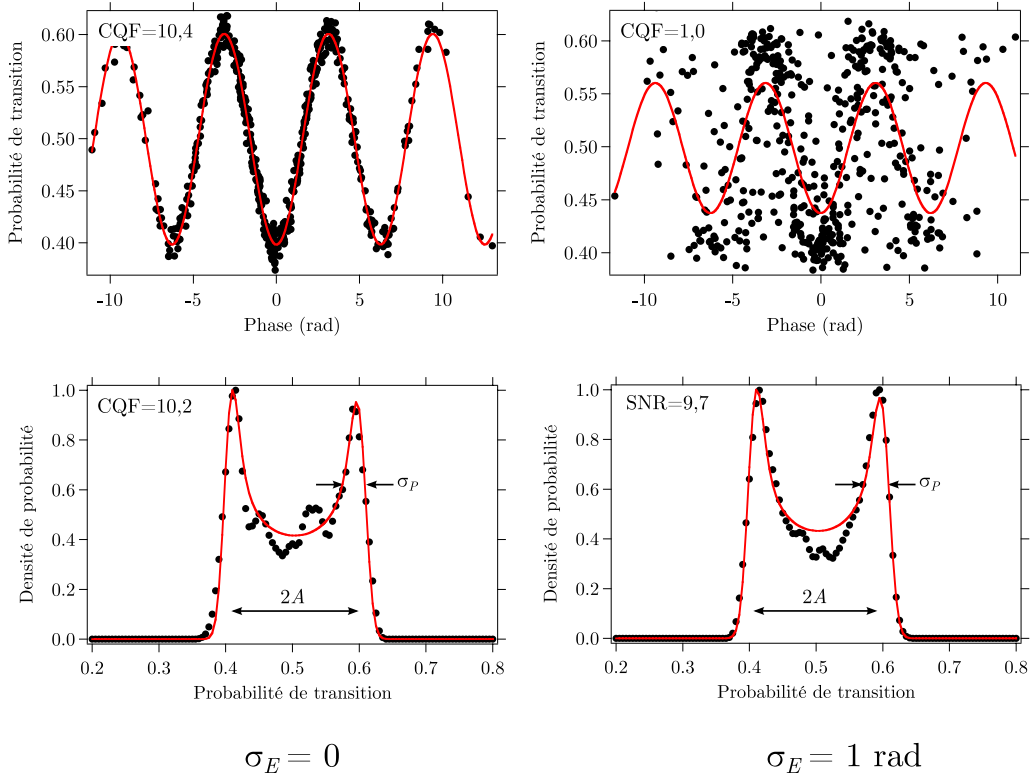 CQF=10,4
0.60
0.55
0.50
0.45
0.40
Probabilité de transition
-10
-5
0
5
10
Phase (rad)
CQF=1,0
0.60
0.55
0.50
0.45
0.40
Probabilité de transition
-10
-5
0
5
10
Phase (rad)
CQF=10,2
1.0
0.8
0.6
0.4
0.2
0.0
Densité de probabilité
σP
2A
0.2
0.3
0.4
0.5
0.6
0.7
0.8
Probabilité de transition
SNR=9,7
1.0
0.8
0.6
0.4
0.2
0.0
Densité de probabilité
σP
2A
0.2
0.3
0.4
0.5
0.6
0.7
0.8
Probabilité de transition
σE = 0
σE = 1 rad